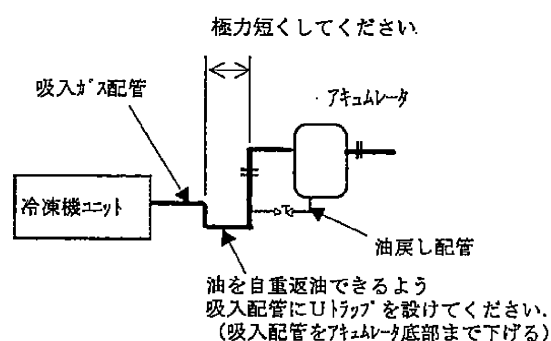 極力短くしてください
吸入ｶﾞｽ配管
アキュムレータ
冷凍機ユニット
油戻し配管
油を自重返油できるよう
吸入配管にUﾄﾗｯﾌﾟを設けてください.
(吸入配管をｱｷｭﾑﾚｰﾀ底部まで下げる)